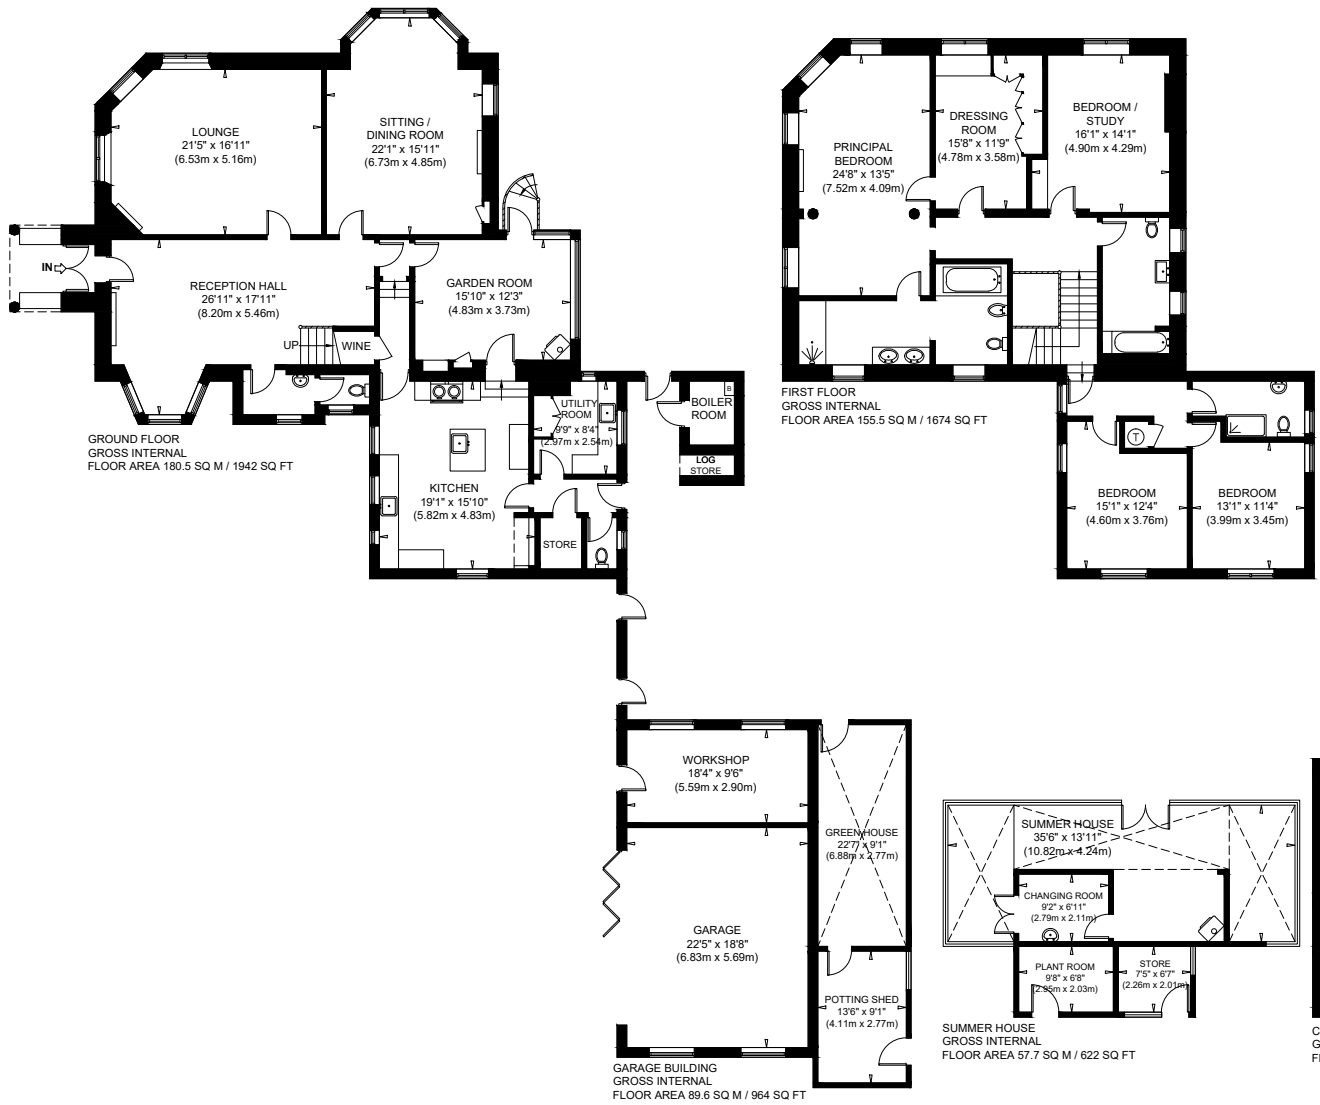 LOUNGE
21'5" x 16'11"
(6.53m x 5.16m)
SITTING /
DINING ROOM
22'1" x 15'11"
(6.73m x 4.85m)
IN
RECEPTION HALL
26'11" x 17'11"
(8.20m x 5.46m)
UP
WINE
GARDEN ROOM
15'10" x 12'3"
(4.83m x 3.73m)
UTILITY
ROOM
9'9" x 8'4"
(2.97m x 2.54m)
B
BOILER
ROOM
LOG
STORE
KITCHEN
19'1" x 15'10"
(5.82m x 4.83m)
STORE
GROUND FLOOR
GROSS INTERNAL
FLOOR AREA 180.5 SQ M / 1942 SQ FT
PRINCIPAL
BEDROOM
24'8" x 13'5"
(7.52m x 4.09m)
DRESSING
ROOM
15'8" x 11'9"
(4.78m x 3.58m)
BEDROOM /
STUDY
16'1" x 14'1"
(4.90m x 4.29m)
T
BEDROOM
15'1" x 12'4"
(4.60m x 3.76m)
BEDROOM
13'1" x 11'4"
(3.99m x 3.45m)
FIRST FLOOR
GROSS INTERNAL
FLOOR AREA 155.5 SQ M / 1674 SQ FT
WORKSHOP
18'4" x 9'6"
(5.59m x 2.90m)
GARAGE
22'5" x 18'8"
(6.83m x 5.69m)
GREEN HOUSE
22'7" x 9'1"
(6.88m x 2.77m)
POTTING SHED
13'6" x 9'1"
(4.11m x 2.77m)
GARAGE BUILDING
GROSS INTERNAL
FLOOR AREA 89.6 SQ M / 964 SQ FT
SUMMER HOUSE
35'6" x 13'11"
(10.82m x 4.24m)
CHANGING ROOM
9'2" x 6'11"
(2.79m x 2.11m)
PLANT ROOM
9'8" x 6'8"
(2.95m x 2.03m)
STORE
7'5" x 6'7"
(2.26m x 2.01m)
SUMMER HOUSE
GROSS INTERNAL
FLOOR AREA 57.7 SQ M / 622 SQ FT